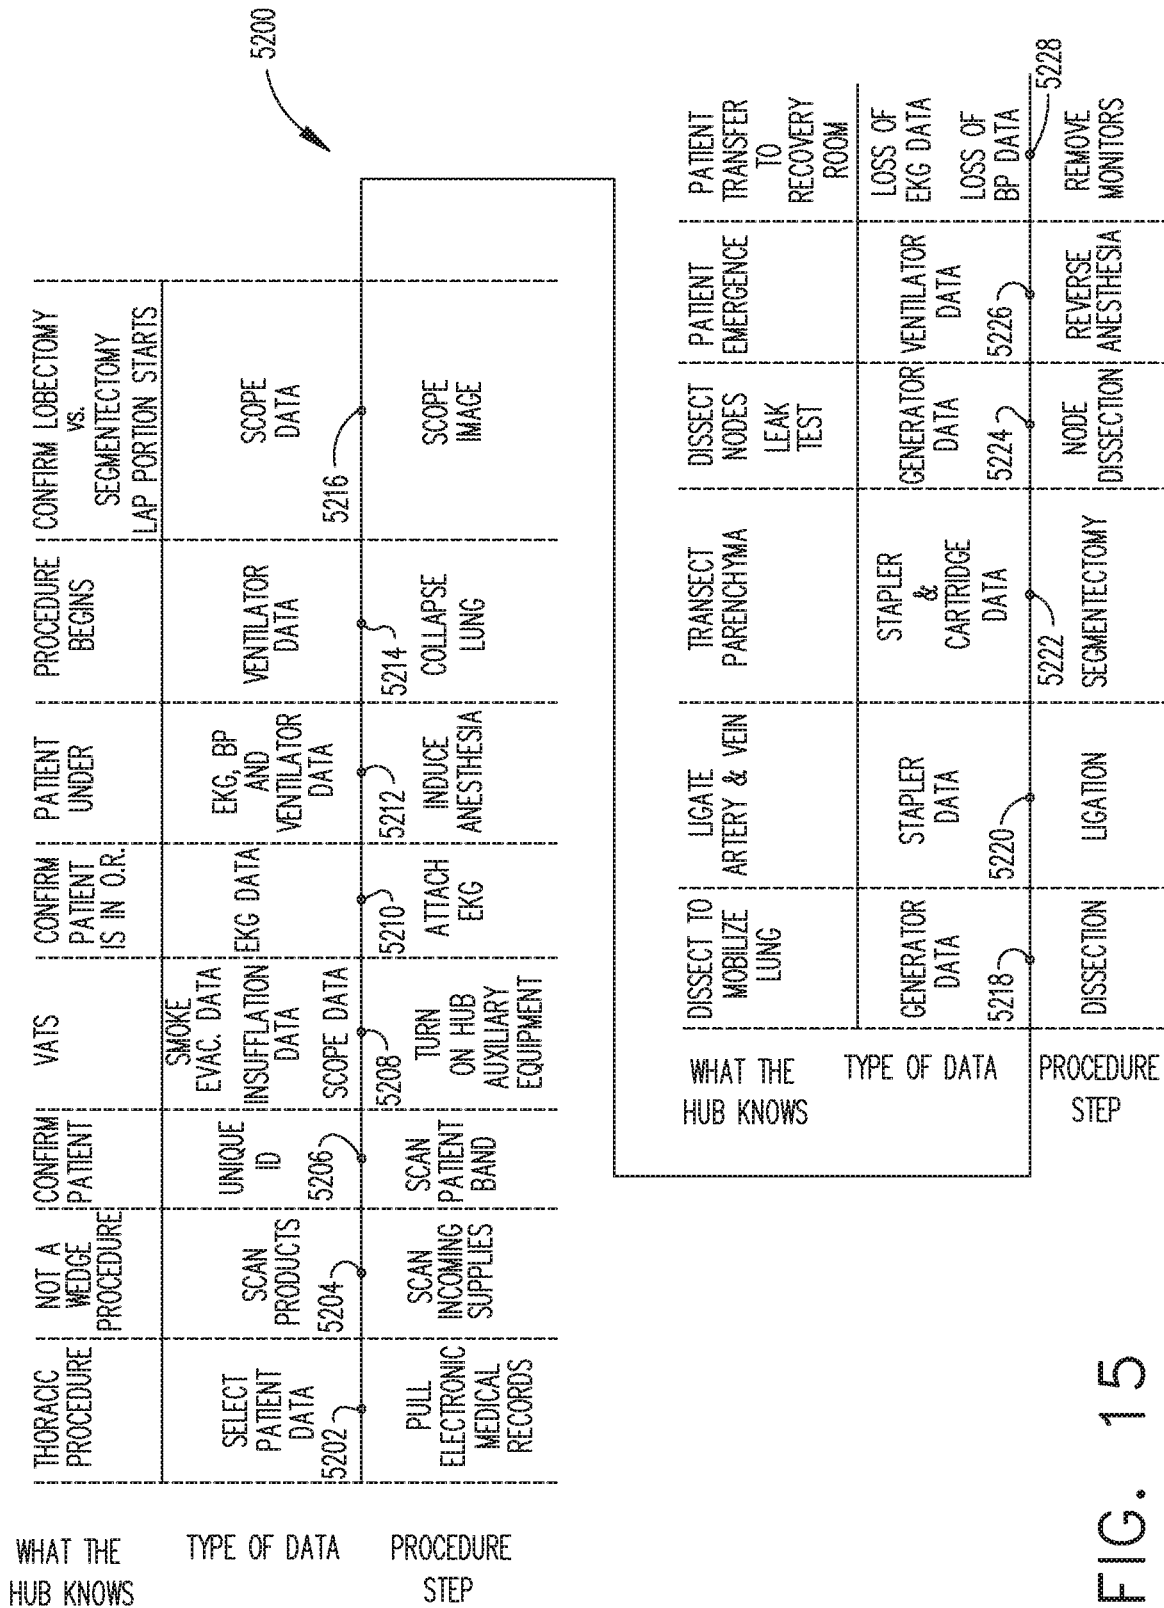 5200
WHAT THE
HUB KNOWS
THORACIC
PROCEDURE
NOT A
WEDGE
PROCEDURE
CONFIRM
PATIENT
VATS
CONFIRM
PATIENT
IS IN O.R.
PATIENT
UNDER
PROCEDURE
BEGINS
CONFIRM LOBECTOMY
vs.
SEGMENTECTOMY
LAP PORTION STARTS
TYPE OF DATA
SELECT
PATIENT
DATA
5202
SCAN
PRODUCTS
5204
UNIQUE
ID
5206
SMOKE
EVAC. DATA
INSUFFLATION
DATA
SCOPE DATA
5208
EKG DATA
5210
EKG, BP
AND
VENTILATOR
DATA
5212
VENTILATOR
DATA
5214
SCOPE
DATA
5216
PROCEDURE
STEP
PULL
ELECTRONIC
MEDICAL
RECORDS
SCAN
INCOMING
SUPPLIES
SCAN
PATIENT
BAND
TURN
ON HUB
AUXILIARY
EQUIPMENT
ATTACH
EKG
INDUCE
ANESTHESIA
COLLAPSE
LUNG
SCOPE
IMAGE
WHAT THE
HUB KNOWS
DISSECT TO
MOBILIZE
LUNG
LIGATE
ARTERY & VEIN
TRANSECT
PARENCHYMA
DISSECT
NODES
LEAK
TEST
PATIENT
EMERGENCE
PATIENT
TRANSFER
TO
RECOVERY
ROOM
TYPE OF DATA
GENERATOR
DATA
5218
STAPLER
DATA
5220
STAPLER
&
CARTRIDGE
DATA
5222
GENERATOR
DATA
5224
VENTILATOR
DATA
5226
LOSS OF
EKG DATA
LOSS OF
BP DATA
5228
PROCEDURE
STEP
DISSECTION
LIGATION
SEGMENTECTOMY
NODE
DISSECTION
REVERSE
ANESTHESIA
REMOVE
MONITORS
FIG. 15